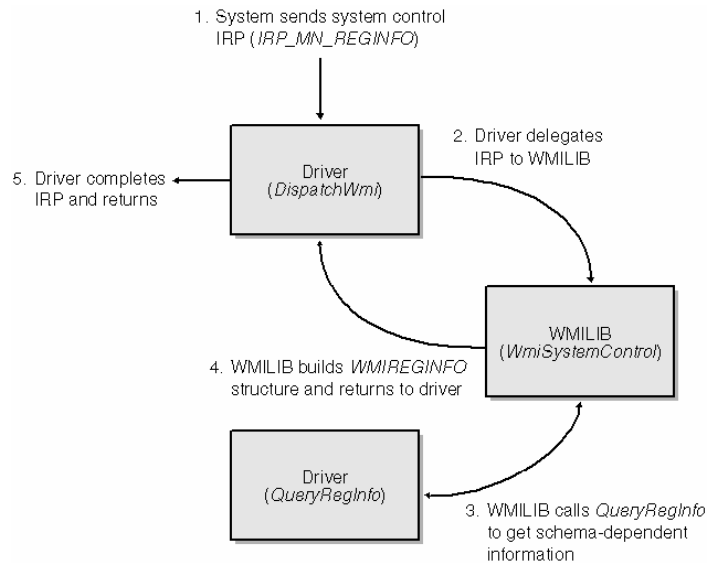 1. System sends system control
IRP (IRP_MN_REGINFO)
Driver
(DispatchWmi)
2. Driver delegates
IRP to WMILIB
5. Driver completes
IRP and returns
WMILIB
(WmiSystemControl)
4. WMILIB builds WMIREGINFO
structure and returns to driver
Driver
(QueryRegInfo)
3. WMILIB calls QueryRegInfo
to get schema-dependent
information